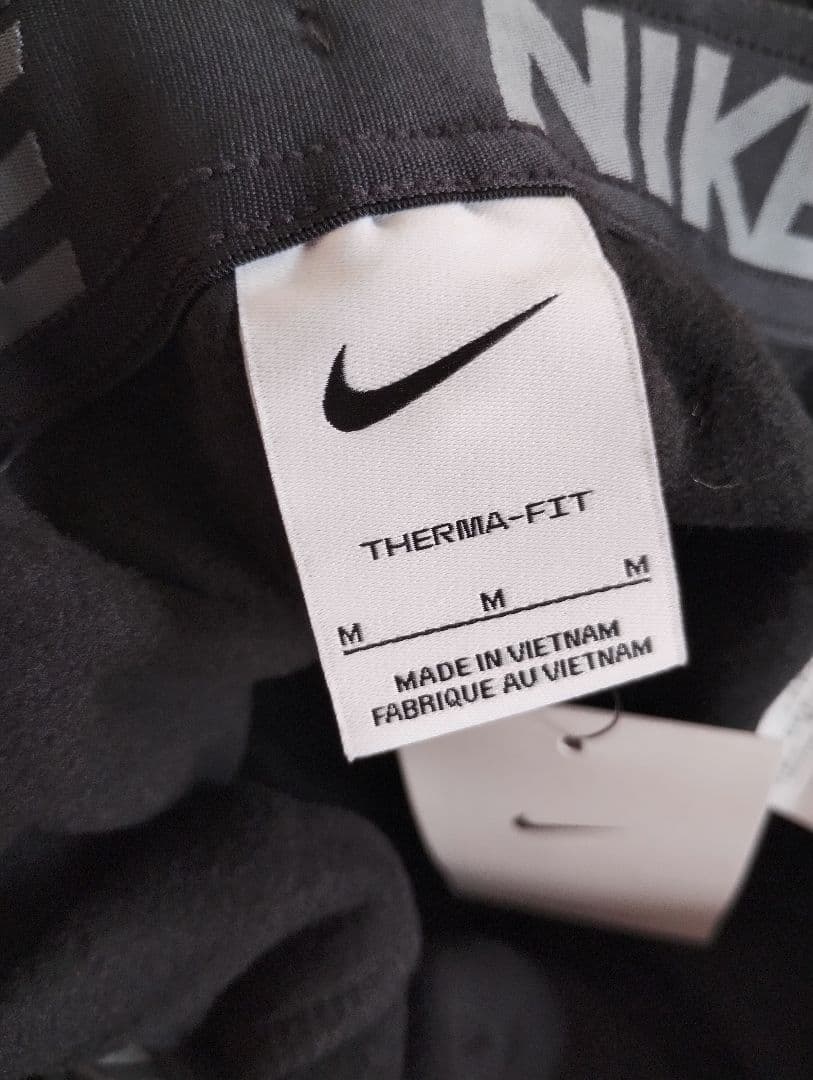 NIKE
THERMA-FIT
M M M
MADE IN VIETNAM
FABRIQUE AU VIETNAM